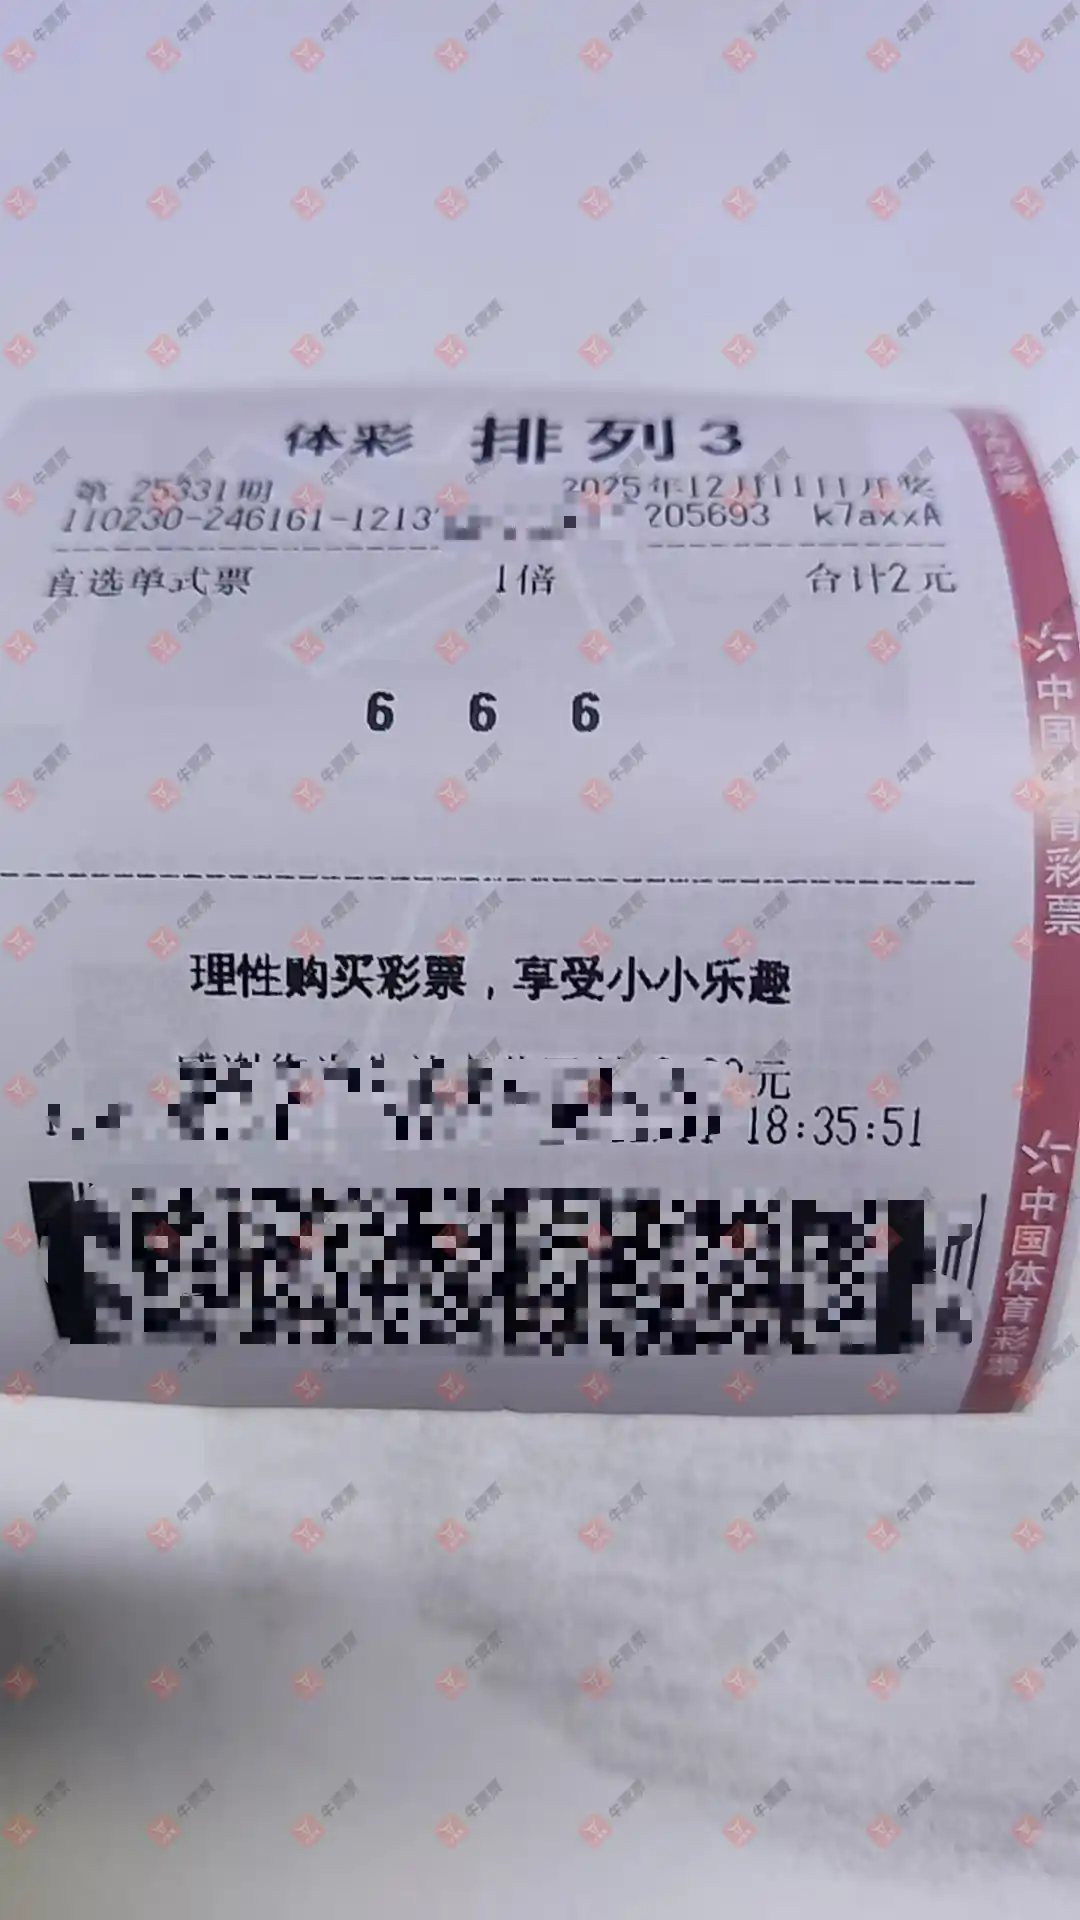 体彩 排列3
第 25331期 2025年12月11日开奖
110230-246161-1213 205693 k7axxA
直选单式票 1倍 合计2元
6 6 6
理性购买彩票，享受小小乐趣
元
18:35:51
中国体育彩票
中国体育彩票
牛票票